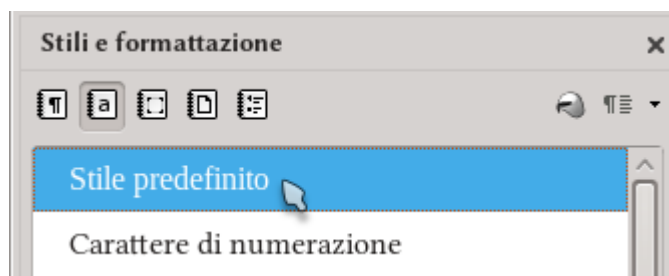 Stili e formattazione
Stile predefinito
Carattere di numerazione